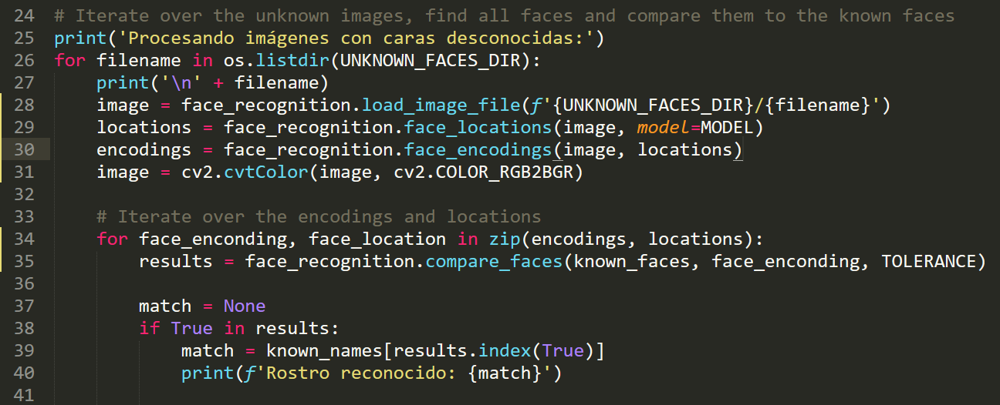 24 # Iterate over the unknown images, find all faces and compare them to the known faces
25 print('Procesando imágenes con caras desconocidas:')
26 for filename in os.listdir(UNKNOWN_FACES_DIR):
27     print('\n' + filename)
28     image = face_recognition.load_image_file(f'{UNKNOWN_FACES_DIR}/{filename}')
29     locations = face_recognition.face_locations(image, model=MODEL)
30     encodings = face_recognition.face_encodings(image, locations)
31     image = cv2.cvtColor(image, cv2.COLOR_RGB2BGR)
32
33     # Iterate over the encodings and locations
34     for face_enconding, face_location in zip(encodings, locations):
35         results = face_recognition.compare_faces(known_faces, face_enconding, TOLERANCE)
36
37         match = None
38         if True in results:
39             match = known_names[results.index(True)]
40             print(f'Rostro reconocido: {match}')
41